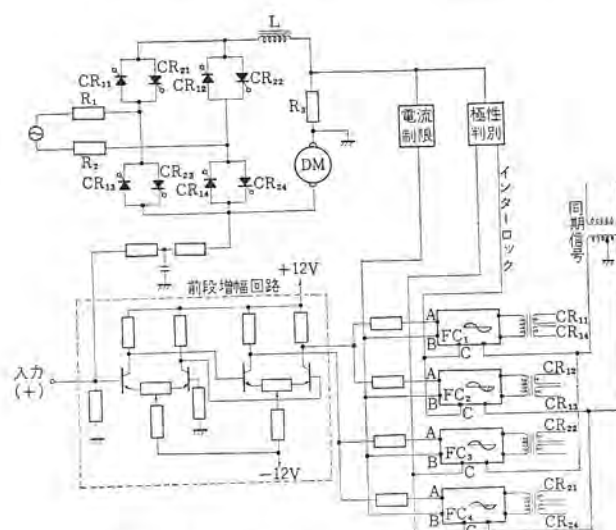 L
CR₁₁
CR₂₁
CR₁₂
CR₂₂
R₁
R₃
電流制限
極性判別
R₂
DM
CR₁₃
CR₂₃
CR₁₄
CR₂₄
インターロック
同期信号
+12V
前段増幅回路
入力
(+)
-12V
A
B
C
FC₁
CR₁₁
CR₁₄
A
B
C
FC₂
CR₁₂
CR₁₃
A
B
C
FC₃
CR₂₂
A
B
C
FC₄
CR₂₁
CR₂₄